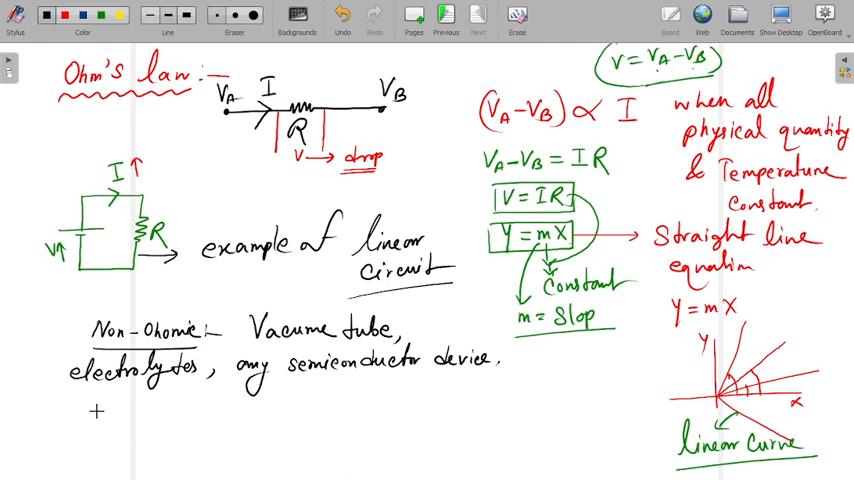 Stylus
Color
Line
Eraser
Backgrounds
Undo
Redo
Pages
Previous
Next
Erase
Board
Web
Documents
Show Desktop
OpenBoard
Ohm's law:-
VA
I
VB
R
V → drop
V = VA - VB
(VA - VB) ∝ I
when all
physical quantity
& Temperature
constant.
VA - VB = IR
V = IR
Y = mX
Constant
m = Slop
Straight line
equation
Y = mX
Y
x
linear Curve
I ↑
V↑
R
example of linear
circuit
Non-Ohomic:- Vacume tube,
electrolytes, any semiconductor device.